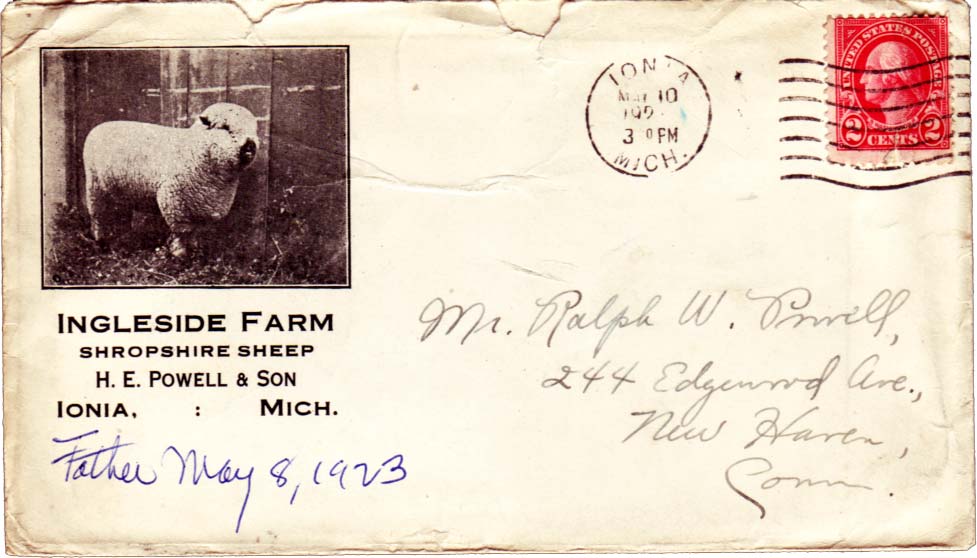 INGLESIDE FARM
SHROPSHIRE SHEEP
H. E. POWELL & SON
IONIA, : MICH.
Father May 8, 1923
IONIA
MAY 10
3 PM
MICH.
UNITED STATES POSTAGE
2 CENTS 2
Mr. Ralph W. Powell,
244 Edgewood Ave.,
New Haven,
Conn.